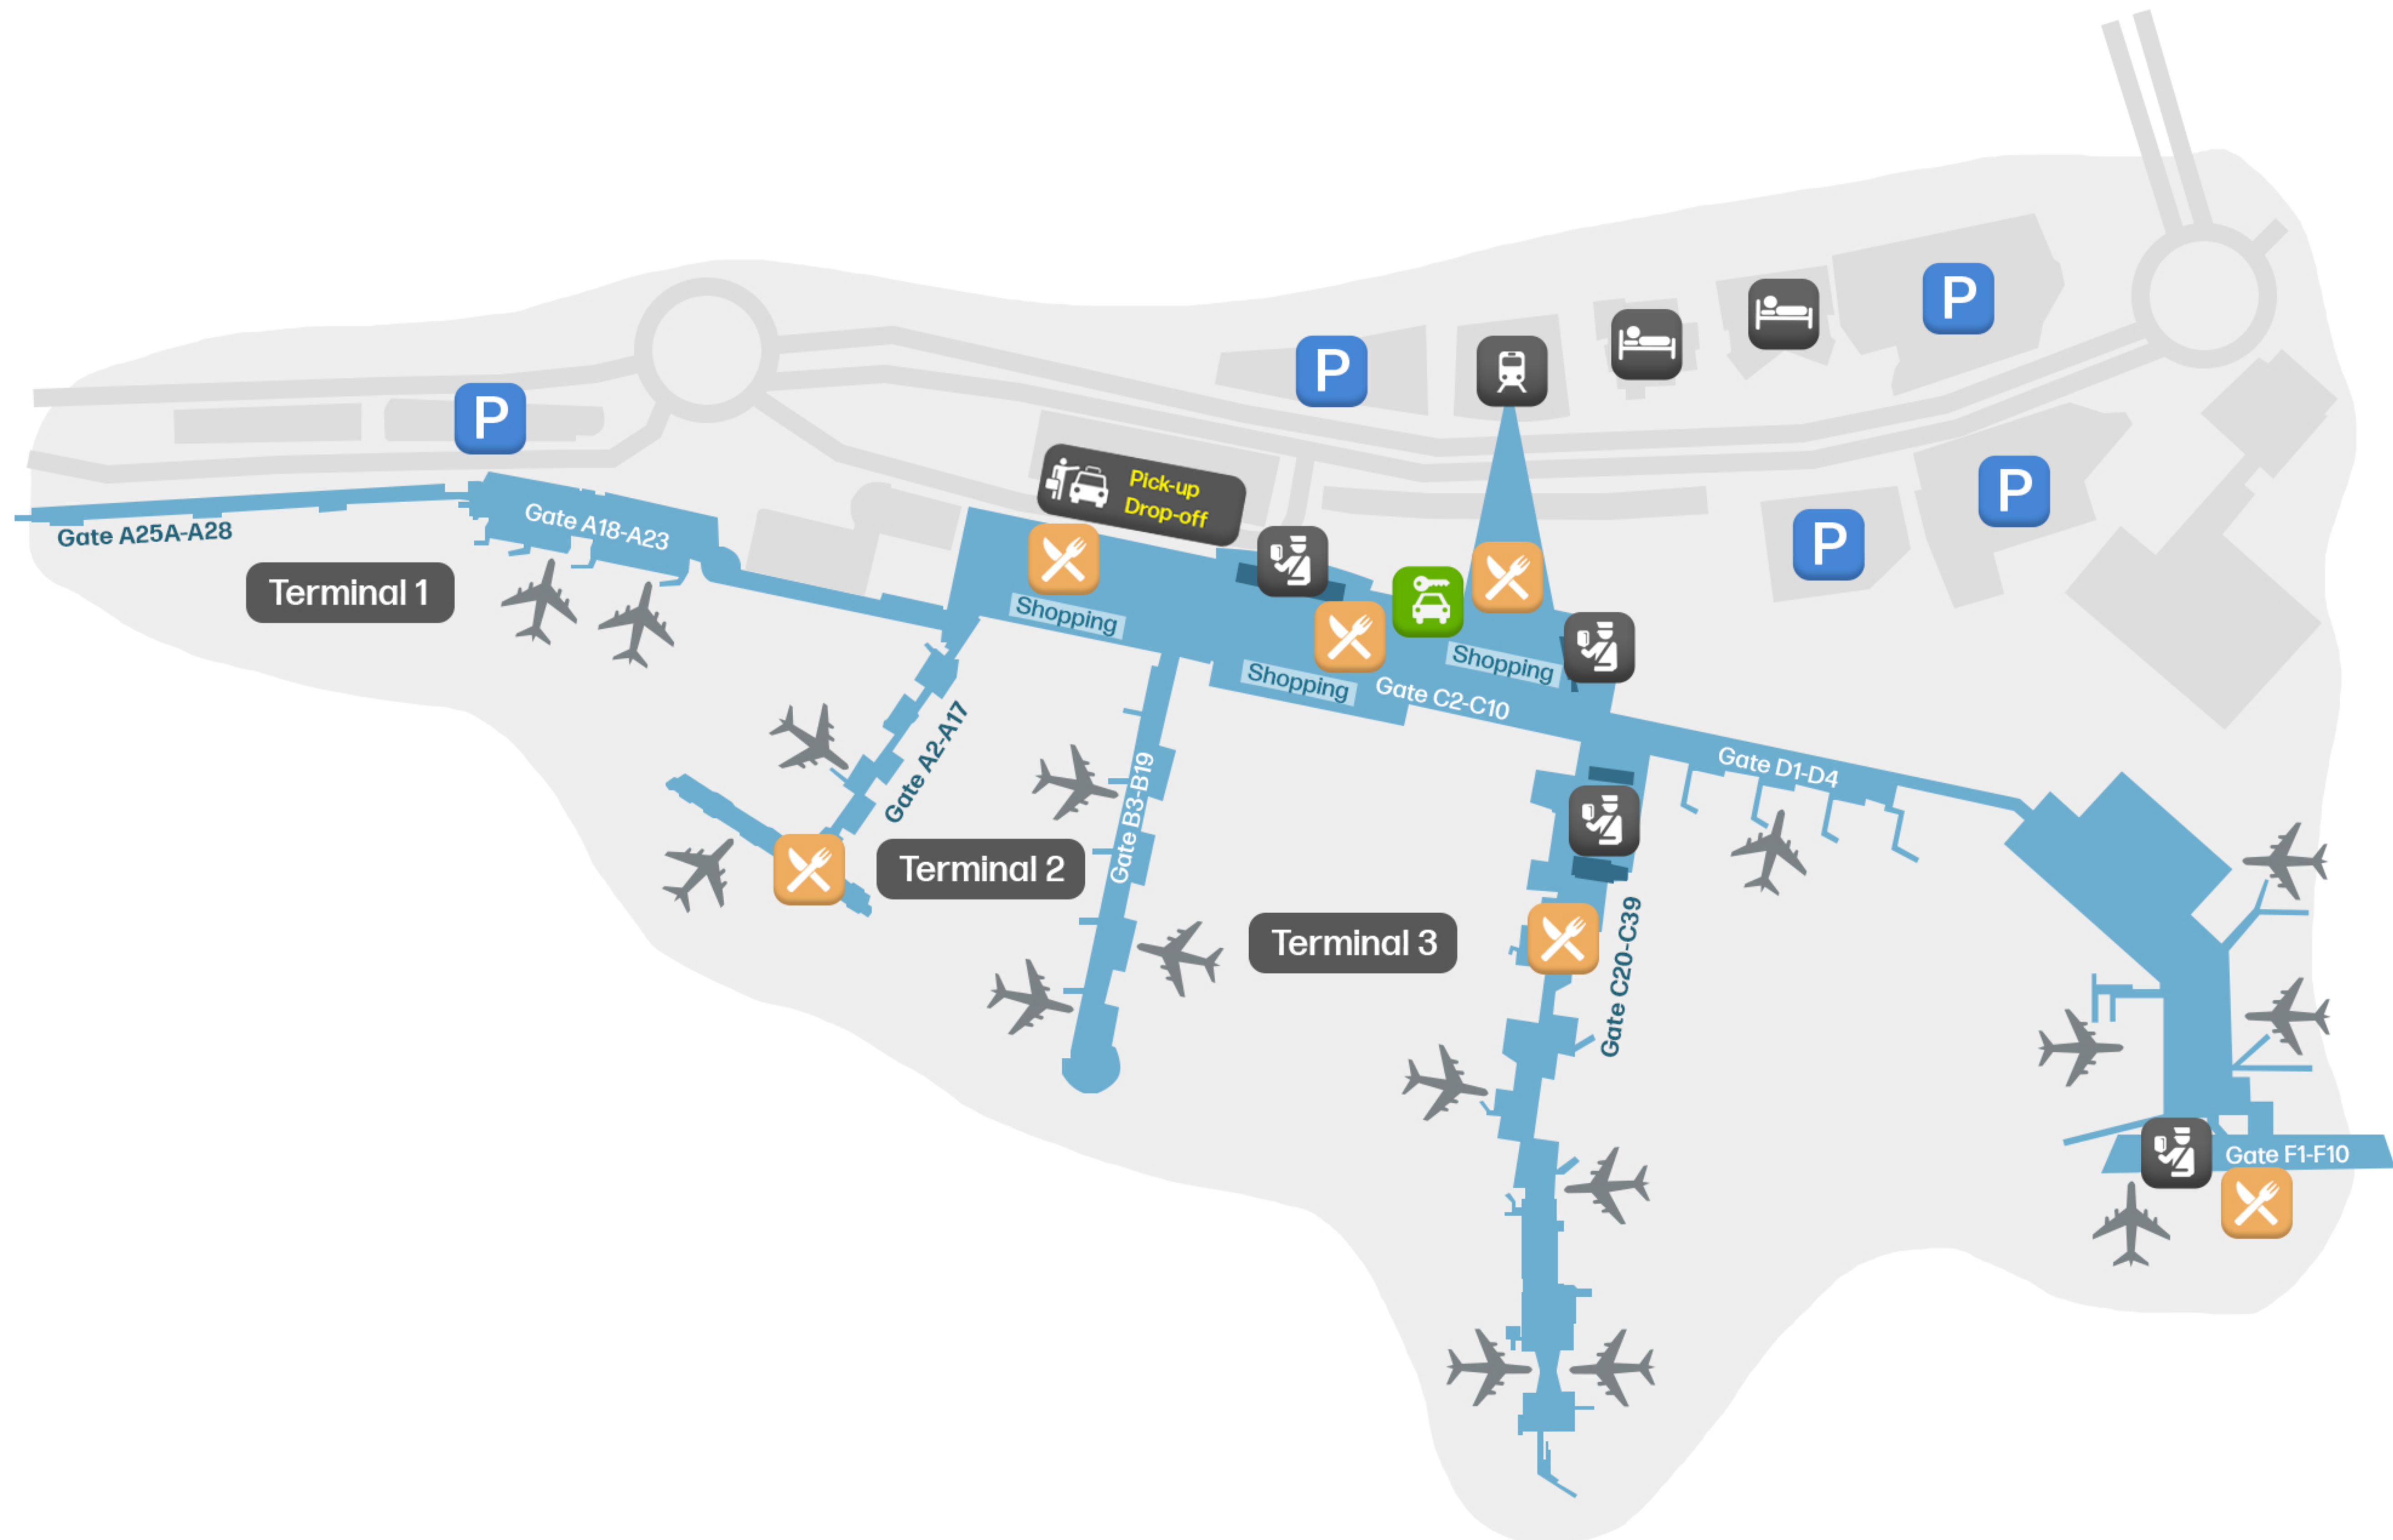 P
P
P
Pick-up
Drop-off
P
P
Gate A25A-A28
Gate A18-A23
Terminal 1
Shopping
Shopping
Shopping
Gate C2-C10
Gate A2-A17
Gate B3-B19
Gate D1-D4
Terminal 2
Terminal 3
Gate C20-C39
Gate F1-F10